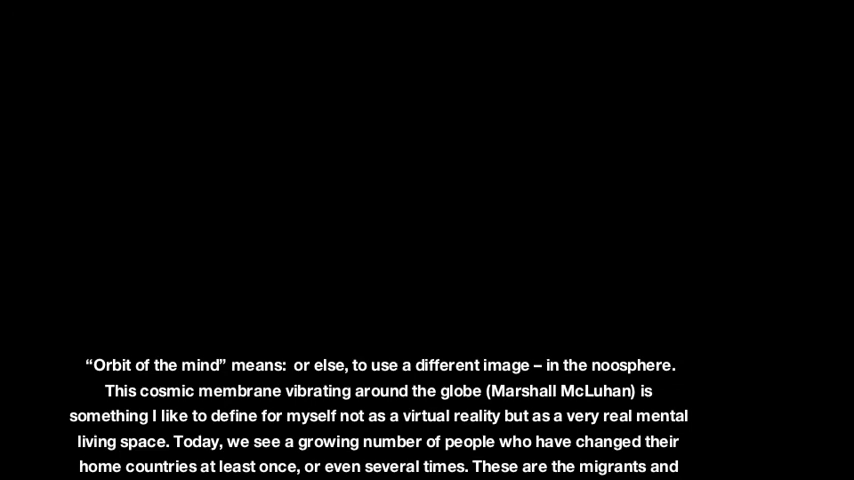 “Orbit of the mind” means:  or else, to use a different image – in the noosphere.
This cosmic membrane vibrating around the globe (Marshall McLuhan) is
something I like to define for myself not as a virtual reality but as a very real mental
living space. Today, we see a growing number of people who have changed their
home countries at least once, or even several times. These are the migrants and